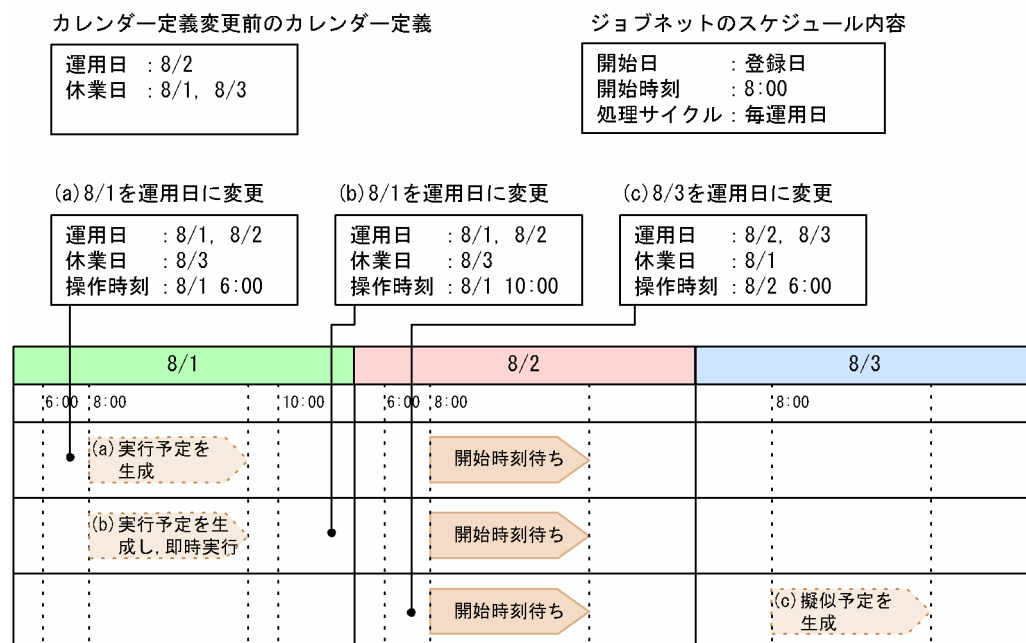 カレンダー定義変更前のカレンダー定義
運用日 ：8/2
休業日 ：8/1, 8/3
ジョブネットのスケジュール内容
開始日 ：登録日
開始時刻 ：8:00
処理サイクル：毎運用日
(a)8/1を運用日に変更
運用日 ：8/1, 8/2
休業日 ：8/3
操作時刻 ：8/1 6:00
(b)8/1を運用日に変更
運用日 ：8/1, 8/2
休業日 ：8/3
操作時刻 ：8/1 10:00
(c)8/3を運用日に変更
運用日 ：8/2, 8/3
休業日 ：8/1
操作時刻 ：8/2 6:00
8/1 8/2 8/3
6:00 8:00 10:00 6:00 8:00 8:00
(a)実行予定を
生成
開始時刻待ち
(b)実行予定を生
成し,即時実行
開始時刻待ち
開始時刻待ち
(c)擬似予定を
生成